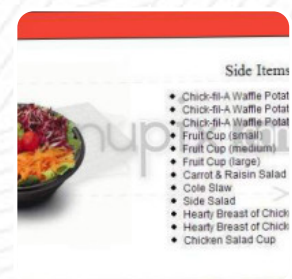 Side Items
Chick-fil-A Waffle Potat
Chick-fil-A Waffle Potat
Chick-fil-A Waffle Potat
Fruit Cup (small)
Fruit Cup (medium)
Fruit Cup (large)
Carrot & Raisin Salad
Cole Slaw
Side Salad
Hearty Breast of Chick
Hearty Breast of Chick
Chicken Salad Cup